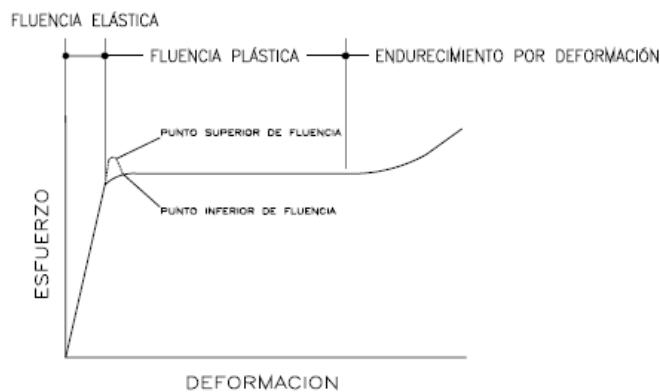 FLUENCIA ELÁSTICA
FLUENCIA PLÁSTICA
ENDURECIMIENTO POR DEFORMACIÓN
PUNTO SUPERIOR DE FLUENCIA
PUNTO INFERIOR DE FLUENCIA
ESFUERZO
DEFORMACION